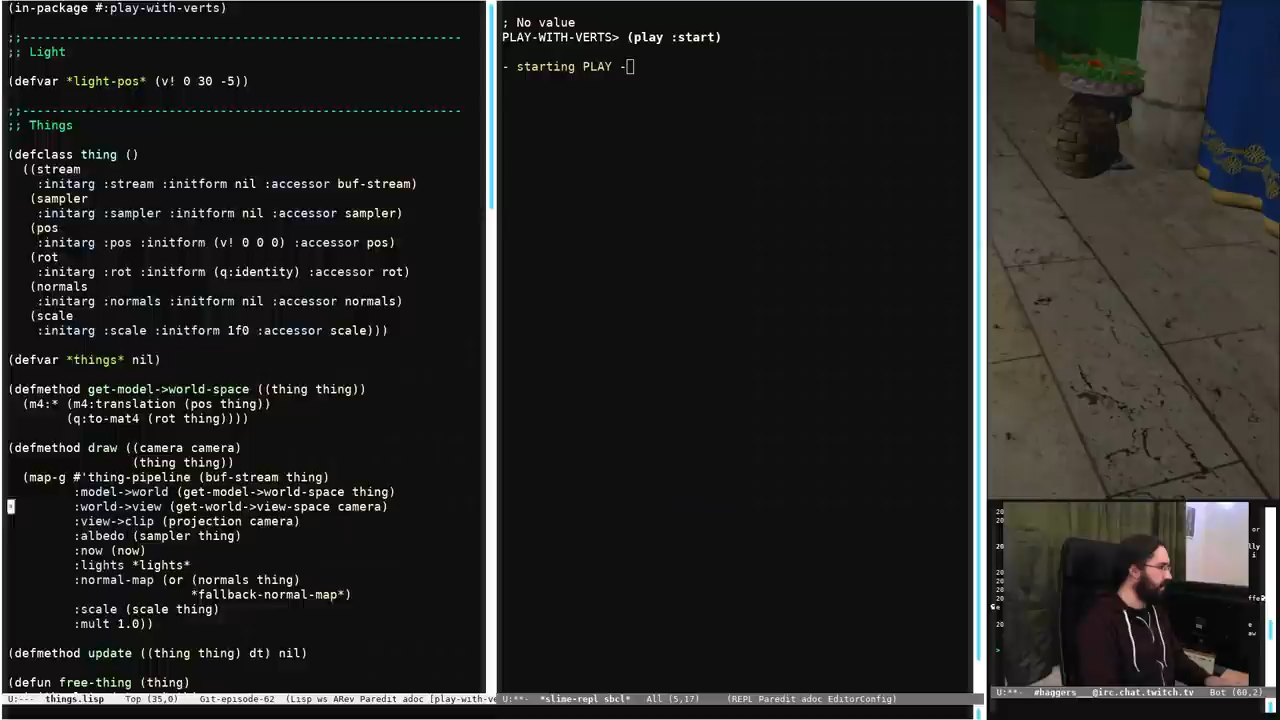 (in-package #:play-with-verts)
;;------------------------------------------------------------
;; Light
(defvar *light-pos* (v! 0 30 -5))
;;------------------------------------------------------------
;; Things
(defclass thing ()
((stream
:initarg :stream :initform nil :accessor buf-stream)
(sampler
:initarg :sampler :initform nil :accessor sampler)
(pos
:initarg :pos :initform (v! 0 0 0) :accessor pos)
(rot
:initarg :rot :initform (q:identity) :accessor rot)
(normals
:initarg :normals :initform nil :accessor normals)
(scale
:initarg :scale :initform 1f0 :accessor scale)))
(defvar *things* nil)
(defmethod get-model->world-space ((thing thing))
(m4:* (m4:translation (pos thing))
(q:to-mat4 (rot thing))))
(defmethod draw ((camera camera)
(thing thing))
(map-g #'thing-pipeline (buf-stream thing)
:model->world (get-model->world-space thing)
:world->view (get-world->view-space camera)
:view->clip (projection camera)
:albedo (sampler thing)
:now (now)
:lights *lights*
:normal-map (or (normals thing)
*fallback-normal-map*)
:scale (scale thing)
:mult 1.0))
(defmethod update ((thing thing) dt) nil)
(defun free-thing (thing)
U:--- things.lisp Top (35,0) Git-episode-62 (Lisp ws ARev Paredit adoc [play-with-ve
; No value
PLAY-WITH-VERTS> (play :start)
- starting PLAY -
U:**- *slime-repl sbcl* All (5,17) (REPL Paredit adoc EditorConfig)
U:**- #haggers @irc.chat.twitch.tv Bot (60,2)